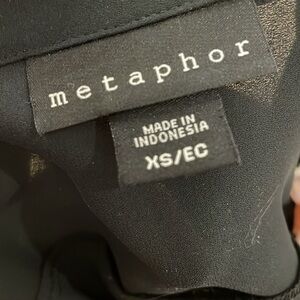 metaphor
MADE IN
INDONESIA
XS/EC